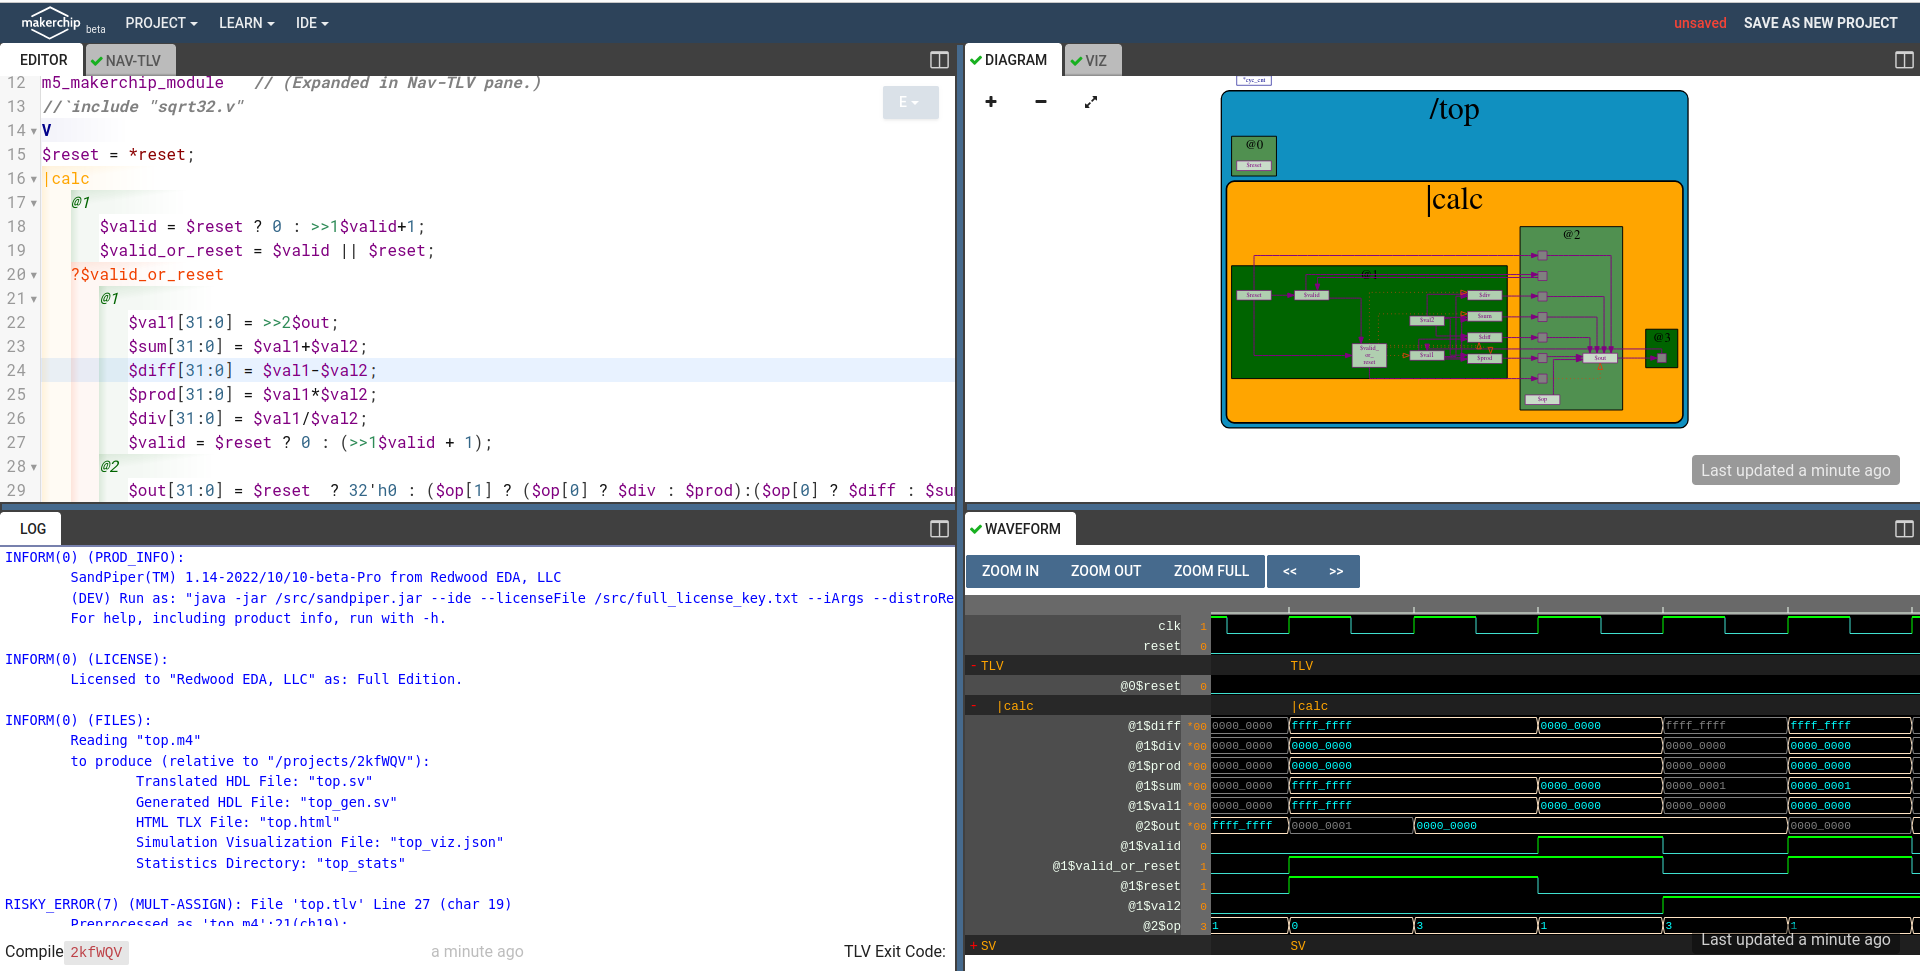 makerchip beta PROJECT LEARN IDE unsaved SAVE AS NEW PROJECT
EDITOR NAV-TLV
12 m5_makerchip_module // (Expanded in Nav-TLV pane.)
13 //`include "sqrt32.v"
14 V
15 $reset = *reset;
16 |calc
17 @1
18 $valid = $reset ? 0 : >>1$valid+1;
19 $valid_or_reset = $valid || $reset;
20 ?$valid_or_reset
21 @1
22 $val1[31:0] = >>2$out;
23 $sum[31:0] = $val1+$val2;
24 $diff[31:0] = $val1-$val2;
25 $prod[31:0] = $val1*$val2;
26 $div[31:0] = $val1/$val2;
27 $valid = $reset ? 0 : (>>1$valid + 1);
28 @2
29 $out[31:0] = $reset ? 32'h0 : ($op[1] ? ($op[0] ? $div : $prod):($op[0] ? $diff : $su
E
DIAGRAM VIZ
+ −
*cyc_cnt
/top
@0
$reset
|calc
@2
@1
$reset $valid $div
$val2 $sum
$diff
$valid_or_reset $val1 $prod
$out
@3
$op
Last updated a minute ago
LOG
INFORM(0) (PROD_INFO):
SandPiper(TM) 1.14-2022/10/10-beta-Pro from Redwood EDA, LLC
(DEV) Run as: "java -jar /src/sandpiper.jar --ide --licenseFile /src/full_license_key.txt --iArgs --distroRe
For help, including product info, run with -h.
INFORM(0) (LICENSE):
Licensed to "Redwood EDA, LLC" as: Full Edition.
INFORM(0) (FILES):
Reading "top.m4"
to produce (relative to "/projects/2kfWQV"):
Translated HDL File: "top.sv"
Generated HDL File: "top_gen.sv"
HTML TLX File: "top.html"
Simulation Visualization File: "top_viz.json"
Statistics Directory: "top_stats"
RISKY_ERROR(7) (MULT-ASSIGN): File 'top.tlv' Line 27 (char 19)
Preprocessed as 'top.m4':21(ch19):
Compile 2kfWQV a minute ago TLV Exit Code:
WAVEFORM
ZOOM IN ZOOM OUT ZOOM FULL << >>
clk 1
reset 0
- TLV TLV
@0$reset 0
- |calc |calc
@1$diff *00 0000_0000 ffff_ffff 0000_0000 ffff_ffff ffff_ffff
@1$div *00 0000_0000 0000_0000 0000_0000 0000_0000
@1$prod *00 0000_0000 0000_0000 0000_0000 0000_0000
@1$sum *00 0000_0000 ffff_ffff 0000_0000 0000_0001 0000_0001
@1$val1 *00 0000_0000 ffff_ffff 0000_0000 0000_0000 0000_0000
@2$out *00 ffff_ffff 0000_0001 0000_0000 0000_0000
@1$valid 0
@1$valid_or_reset 1
@1$reset 1
@1$val2 0
@2$op 3 1 0 3 1 3 1
+ SV SV
Last updated a minute ago